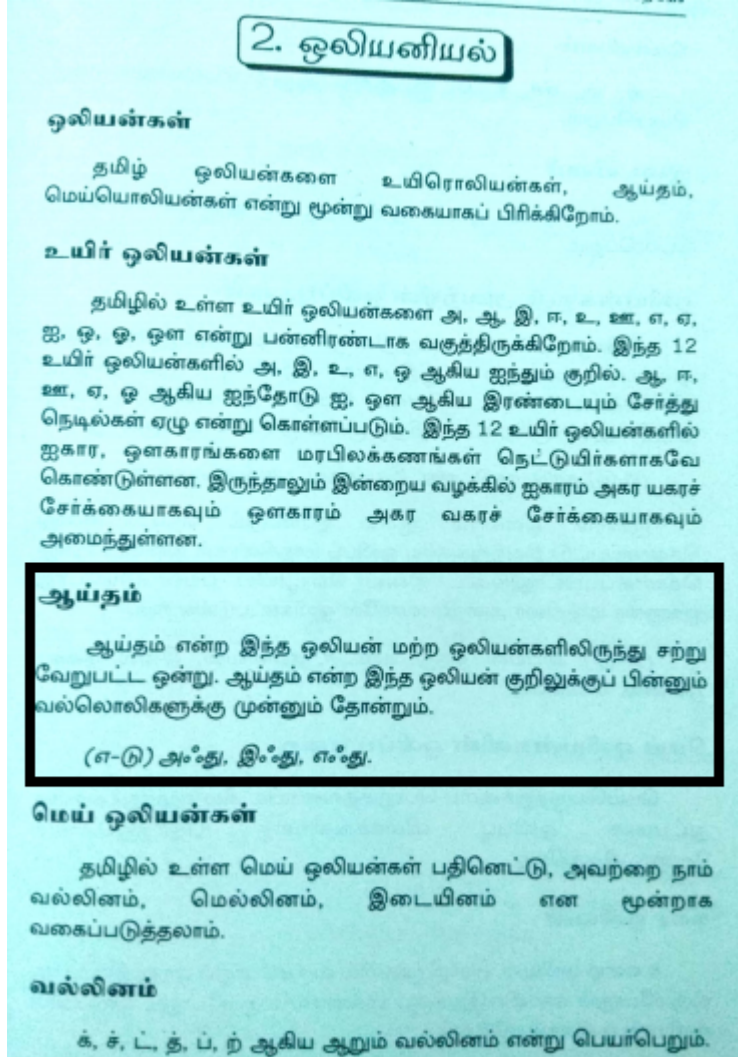 2. ஒலியனியல்
ஒலியன்கள்
தமிழ் ஒலியன்களை உயிரொலியன்கள், ஆய்தம்,
மெய்யொலியன்கள் என்று மூன்று வகையாகப் பிரிக்கிறோம்.
உயிர் ஒலியன்கள்
தமிழில் உள்ள உயிர் ஒலியன்களை அ, ஆ, இ, ஈ, உ, ஊ, எ, ஏ,
ஐ, ஒ, ஓ, ஔ என்று பன்னிரண்டாக வகுத்திருக்கிறோம். இந்த 12
உயிர் ஒலியன்களில் அ, இ, உ, எ, ஒ ஆகிய ஐந்தும் குறில். ஆ, ஈ,
ஊ, ஏ, ஓ ஆகிய ஐந்தோடு ஐ, ஔ ஆகிய இரண்டையும் சேர்த்து
நெடில்கள் ஏழு என்று கொள்ளப்படும். இந்த 12 உயிர் ஒலியன்களில்
ஐகார, ஔகாரங்களை மரபிலக்கணங்கள் நெட்டுயிர்களாகவே
கொண்டுள்ளன. இருந்தாலும் இன்றைய வழக்கில் ஐகாரம் அகர யகரச்
சேர்க்கையாகவும் ஔகாரம் அகர வகரச் சேர்க்கையாகவும்
அமைந்துள்ளன.
ஆய்தம்
ஆய்தம் என்ற இந்த ஒலியன் மற்ற ஒலியன்களிலிருந்து சற்று
வேறுபட்ட ஒன்று. ஆய்தம் என்ற இந்த ஒலியன் குறிலுக்குப் பின்னும்
வல்லொலிகளுக்கு முன்னும் தோன்றும்.
(எ-டு) அஃது, இஃது, எஃது.
மெய் ஒலியன்கள்
தமிழில் உள்ள மெய் ஒலியன்கள் பதினெட்டு, அவற்றை நாம்
வல்லினம், மெல்லினம், இடையினம் என மூன்றாக
வகைப்படுத்தலாம்.
வல்லினம்
க், ச், ட், த், ப், ற் ஆகிய ஆறும் வல்லினம் என்று பெயர்பெறும்.